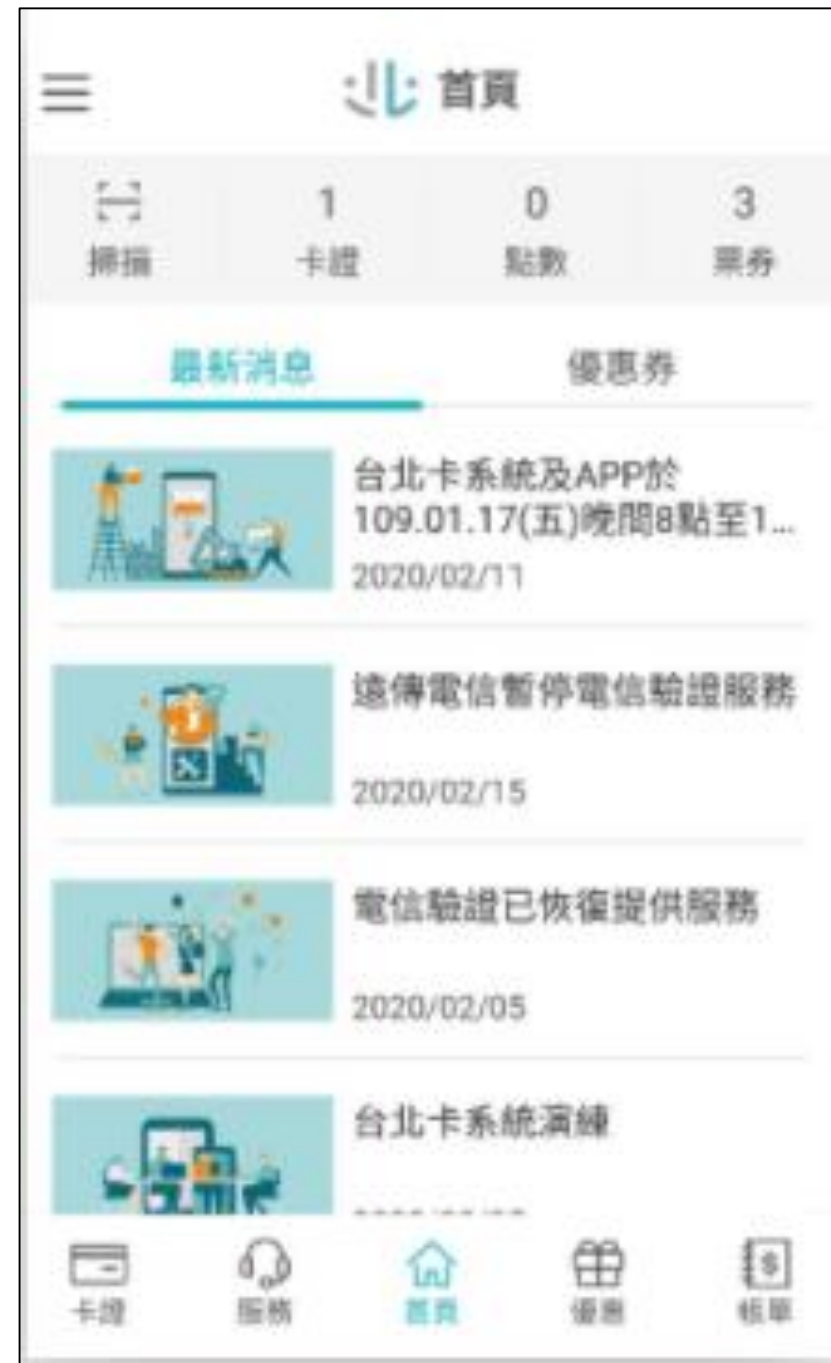 首頁
1
0
3
掃描
卡證
點數
票券
最新消息
優惠券
台北卡系統及APP於
109.01.17(五)晚間8點至1...
2020/02/11
遠傳電信暫停電信驗證服務
2020/02/15
電信驗證已恢復提供服務
2020/02/05
台北卡系統演練
卡證
服務
首頁
優惠
帳單